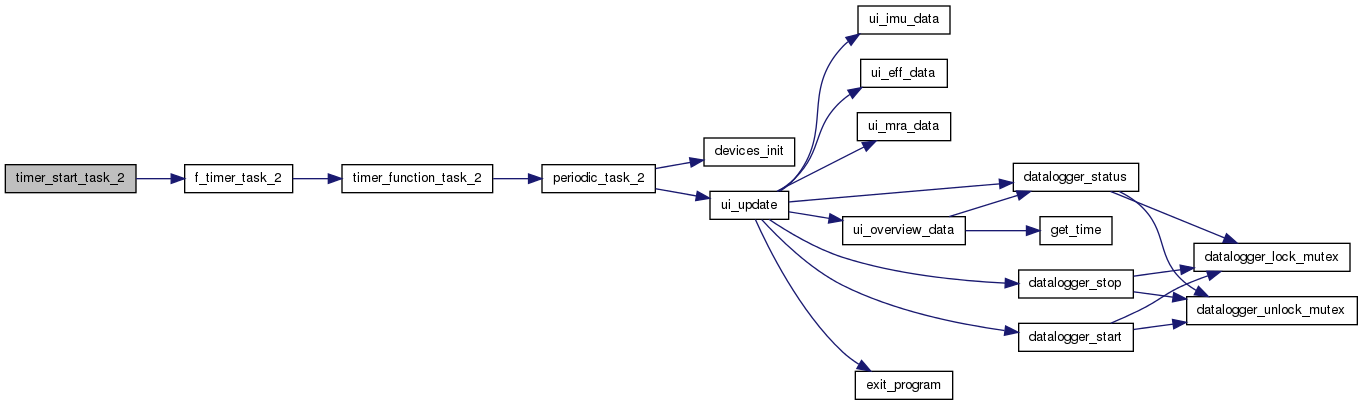 timer_start_task_2
f_timer_task_2
timer_function_task_2
periodic_task_2
devices_init
ui_update
ui_imu_data
ui_eff_data
ui_mra_data
datalogger_status
ui_overview_data
get_time
datalogger_lock_mutex
datalogger_stop
datalogger_unlock_mutex
datalogger_start
exit_program